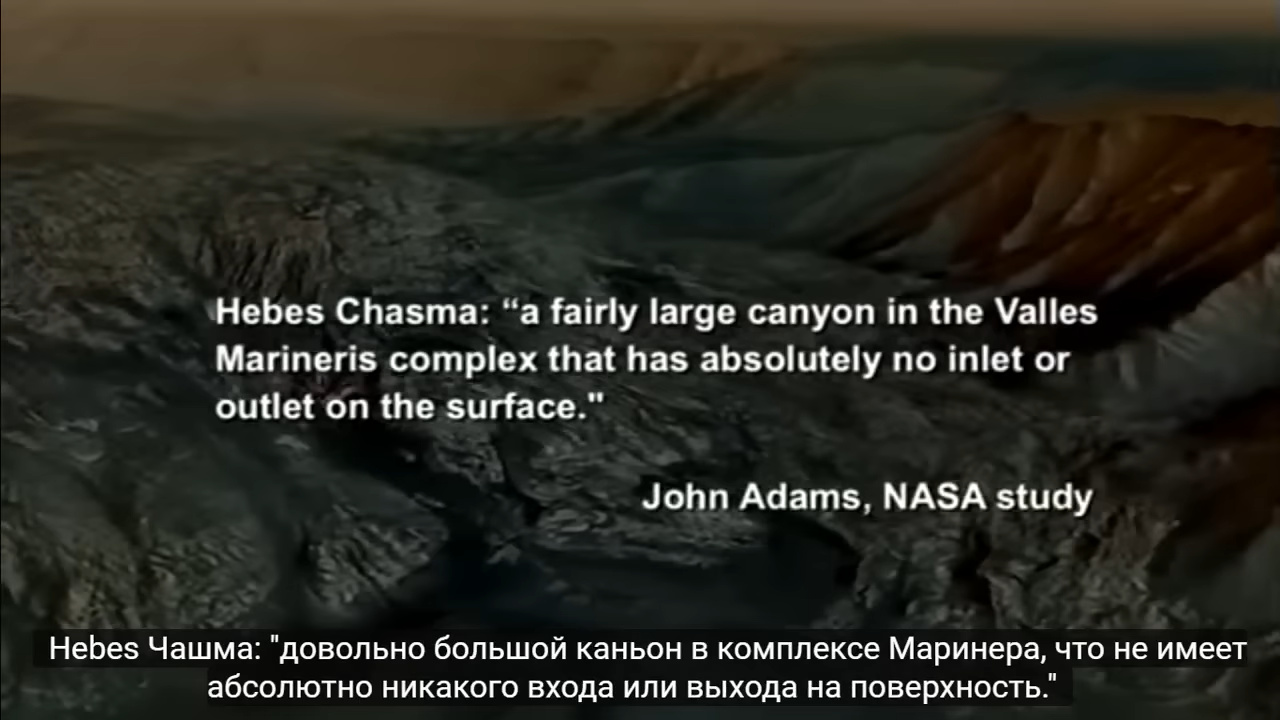 Hebes Chasma: “a fairly large canyon in the Valles
Marineris complex that has absolutely no inlet or
outlet on the surface."
John Adams, NASA study
Hebes Чашма: "довольно большой каньон в комплексе Маринера, что не имеет
абсолютно никакого входа или выхода на поверхность."